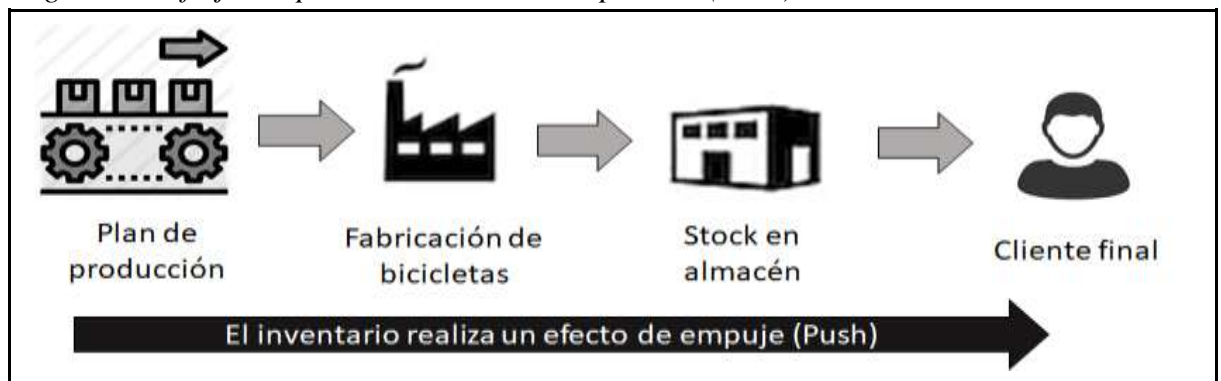 Plan de
producción
Fabricación de
bicicletas
Stock en
almacén
Cliente final
El inventario realiza un efecto de empuje (Push)